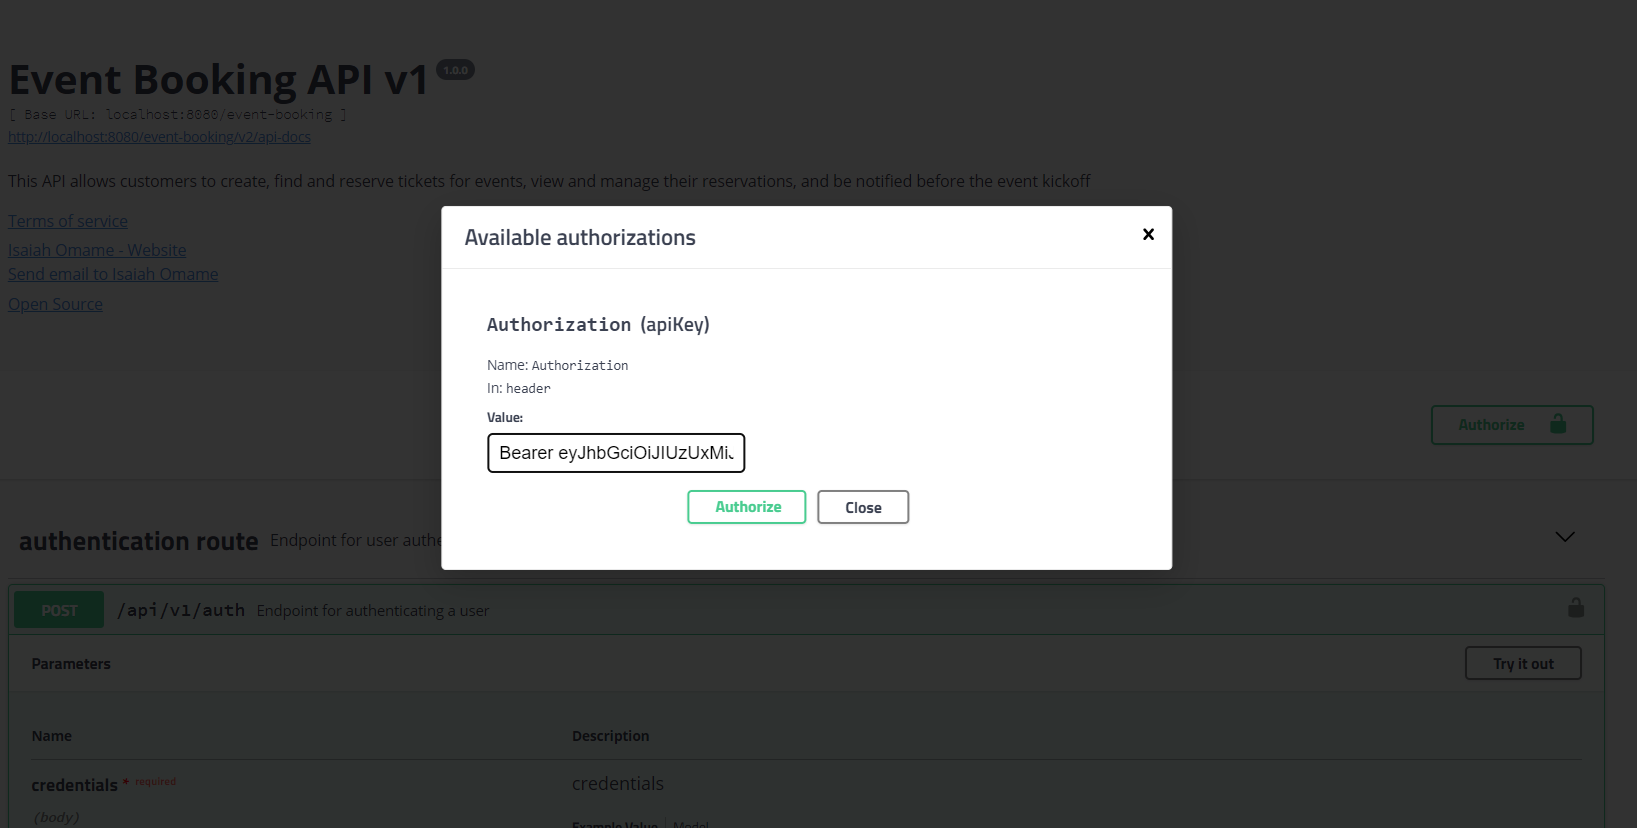 Event Booking API v1 1.0.0
[ Base URL: localhost:8080/event-booking ]
http://localhost:8080/event-booking/v2/api-docs
This API allows customers to create, find and reserve tickets for events, view and manage their reservations, and be notified before the event kickoff
Terms of service
Isaiah Omame - Website
Send email to Isaiah Omame
Open Source
Available authorizations
Authorization (apiKey)
Name: Authorization
In: header
Value:
Bearer eyJhbGciOiJIUzUxMiJ
Authorize Close
Authorize
authentication route Endpoint for user authe
POST /api/v1/auth Endpoint for authenticating a user
Parameters Try it out
Name Description
credentials * required credentials
(body)
Example Value Model